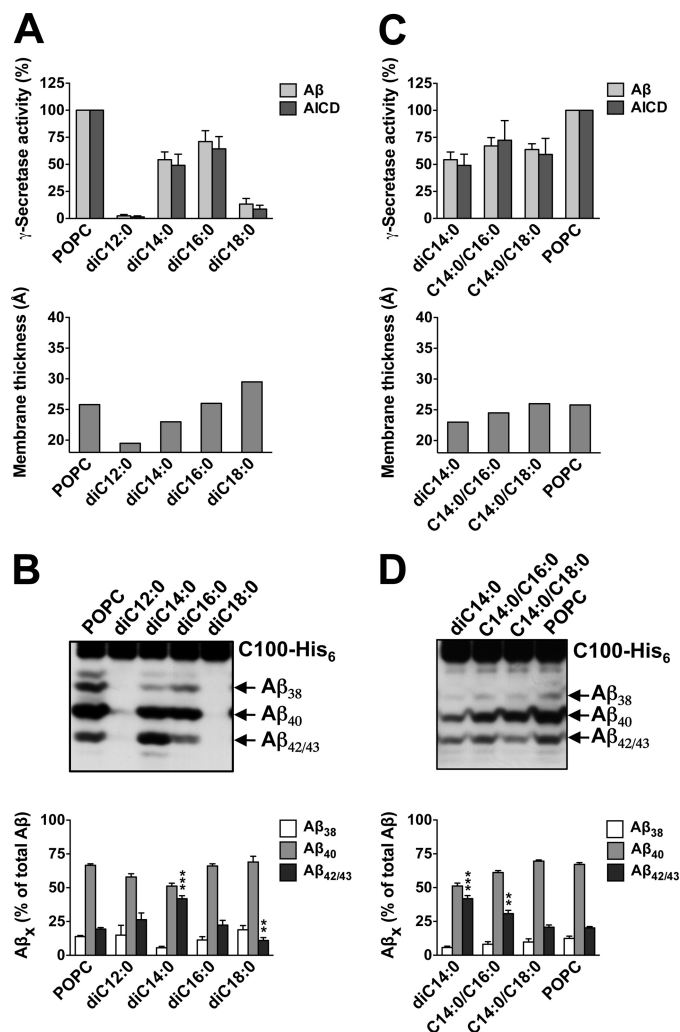 A
γ-Secretase activity (%)
125
100
75
50
25
0
Aβ
AICD
POPC
diC12:0
diC14:0
diC16:0
diC18:0
Membrane thickness (Å)
40
35
30
25
20
POPC
diC12:0
diC14:0
diC16:0
diC18:0
C
γ-Secretase activity (%)
125
100
75
50
25
0
Aβ
AICD
diC14:0
C14:0/C16:0
C14:0/C18:0
POPC
Membrane thickness (Å)
40
35
30
25
20
diC14:0
C14:0/C16:0
C14:0/C18:0
POPC
B
POPC
diC12:0
diC14:0
diC16:0
diC18:0
C100-His6
Aβ38
Aβ40
Aβ42/43
Aβx (% of total Aβ)
100
75
50
25
0
Aβ38
Aβ40
Aβ42/43
***
**
POPC
diC12:0
diC14:0
diC16:0
diC18:0
D
diC14:0
C14:0/C16:0
C14:0/C18:0
POPC
C100-His6
Aβ38
Aβ40
Aβ42/43
Aβx (% of total Aβ)
100
75
50
25
0
Aβ38
Aβ40
Aβ42/43
***
**
diC14:0
C14:0/C16:0
C14:0/C18:0
POPC